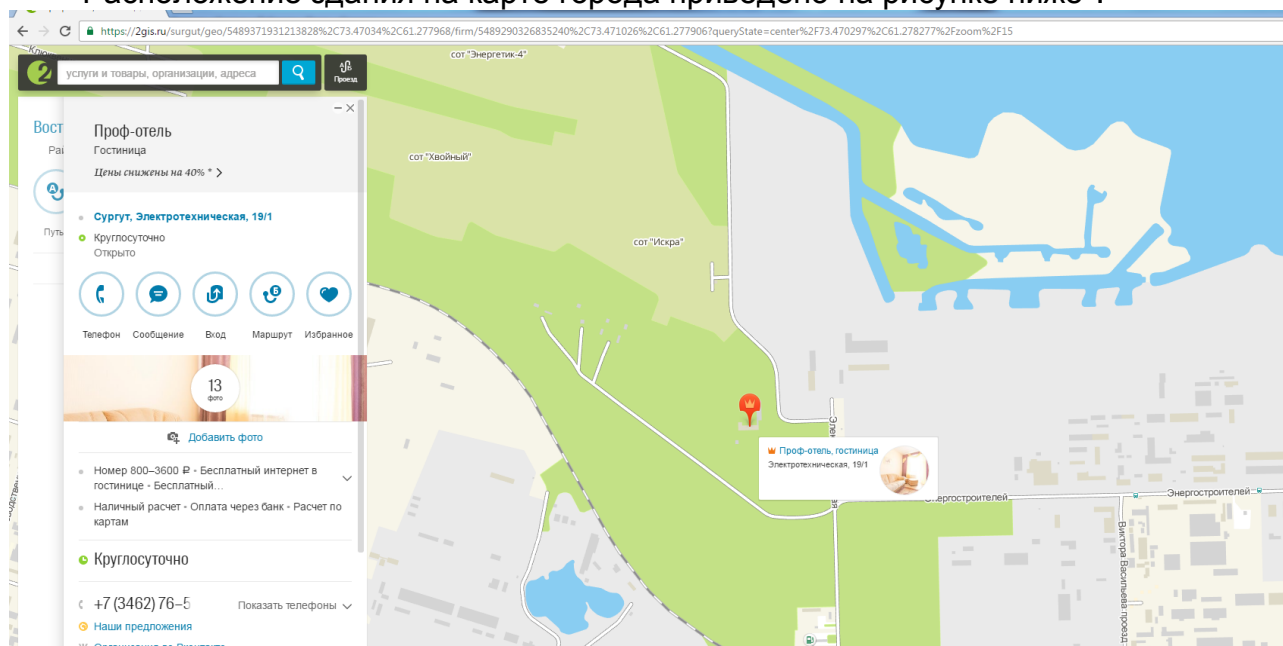 Расположение здания на карте города приведено на рисунке ниже .
https://2gis.ru/surgut/geo/5489371931213828%2C73.47034%2C61.277968/firm/5489290326835240%2C73.471026%2C61.277906?queryState=center%2F73.470297%2C61.278277%2Fzoom%2F15
услуги и товары, организации, адреса
Проезд
Вост
Рай
Путь
Проф-отель
Гостиница
Цены снижены на 40% *
Сургут, Электротехническая, 19/1
Круглосуточно
Открыто
Телефон Сообщение Вход Маршрут Избранное
13
фото
Добавить фото
Номер 800–3600 ₽ - Бесплатный интернет в
гостинице - Бесплатный…
Наличный расчет - Оплата через банк - Расчет по
картам
Круглосуточно
+7 (3462) 76–5
Показать телефоны
Наши предложения
сот "Энергетик-4"
сот "Хвойный"
сот "Искра"
Проф-отель, гостиница
Электротехническая, 19/1
Энергостроителей
Энергостроителей
Виктора Васильева проезд